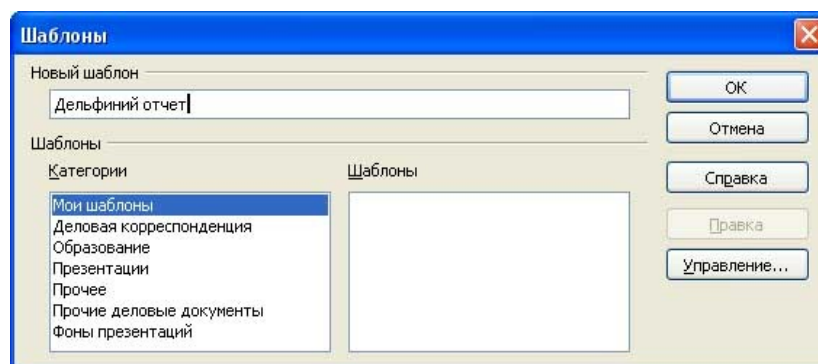 Шаблоны
Новый шаблон
Дельфиний отчет
Шаблоны
Категории
Мои шаблоны
Деловая корреспонденция
Образование
Презентации
Прочее
Прочие деловые документы
Фоны презентаций
Шаблоны
ОК
Отмена
Справка
Правка
Управление...